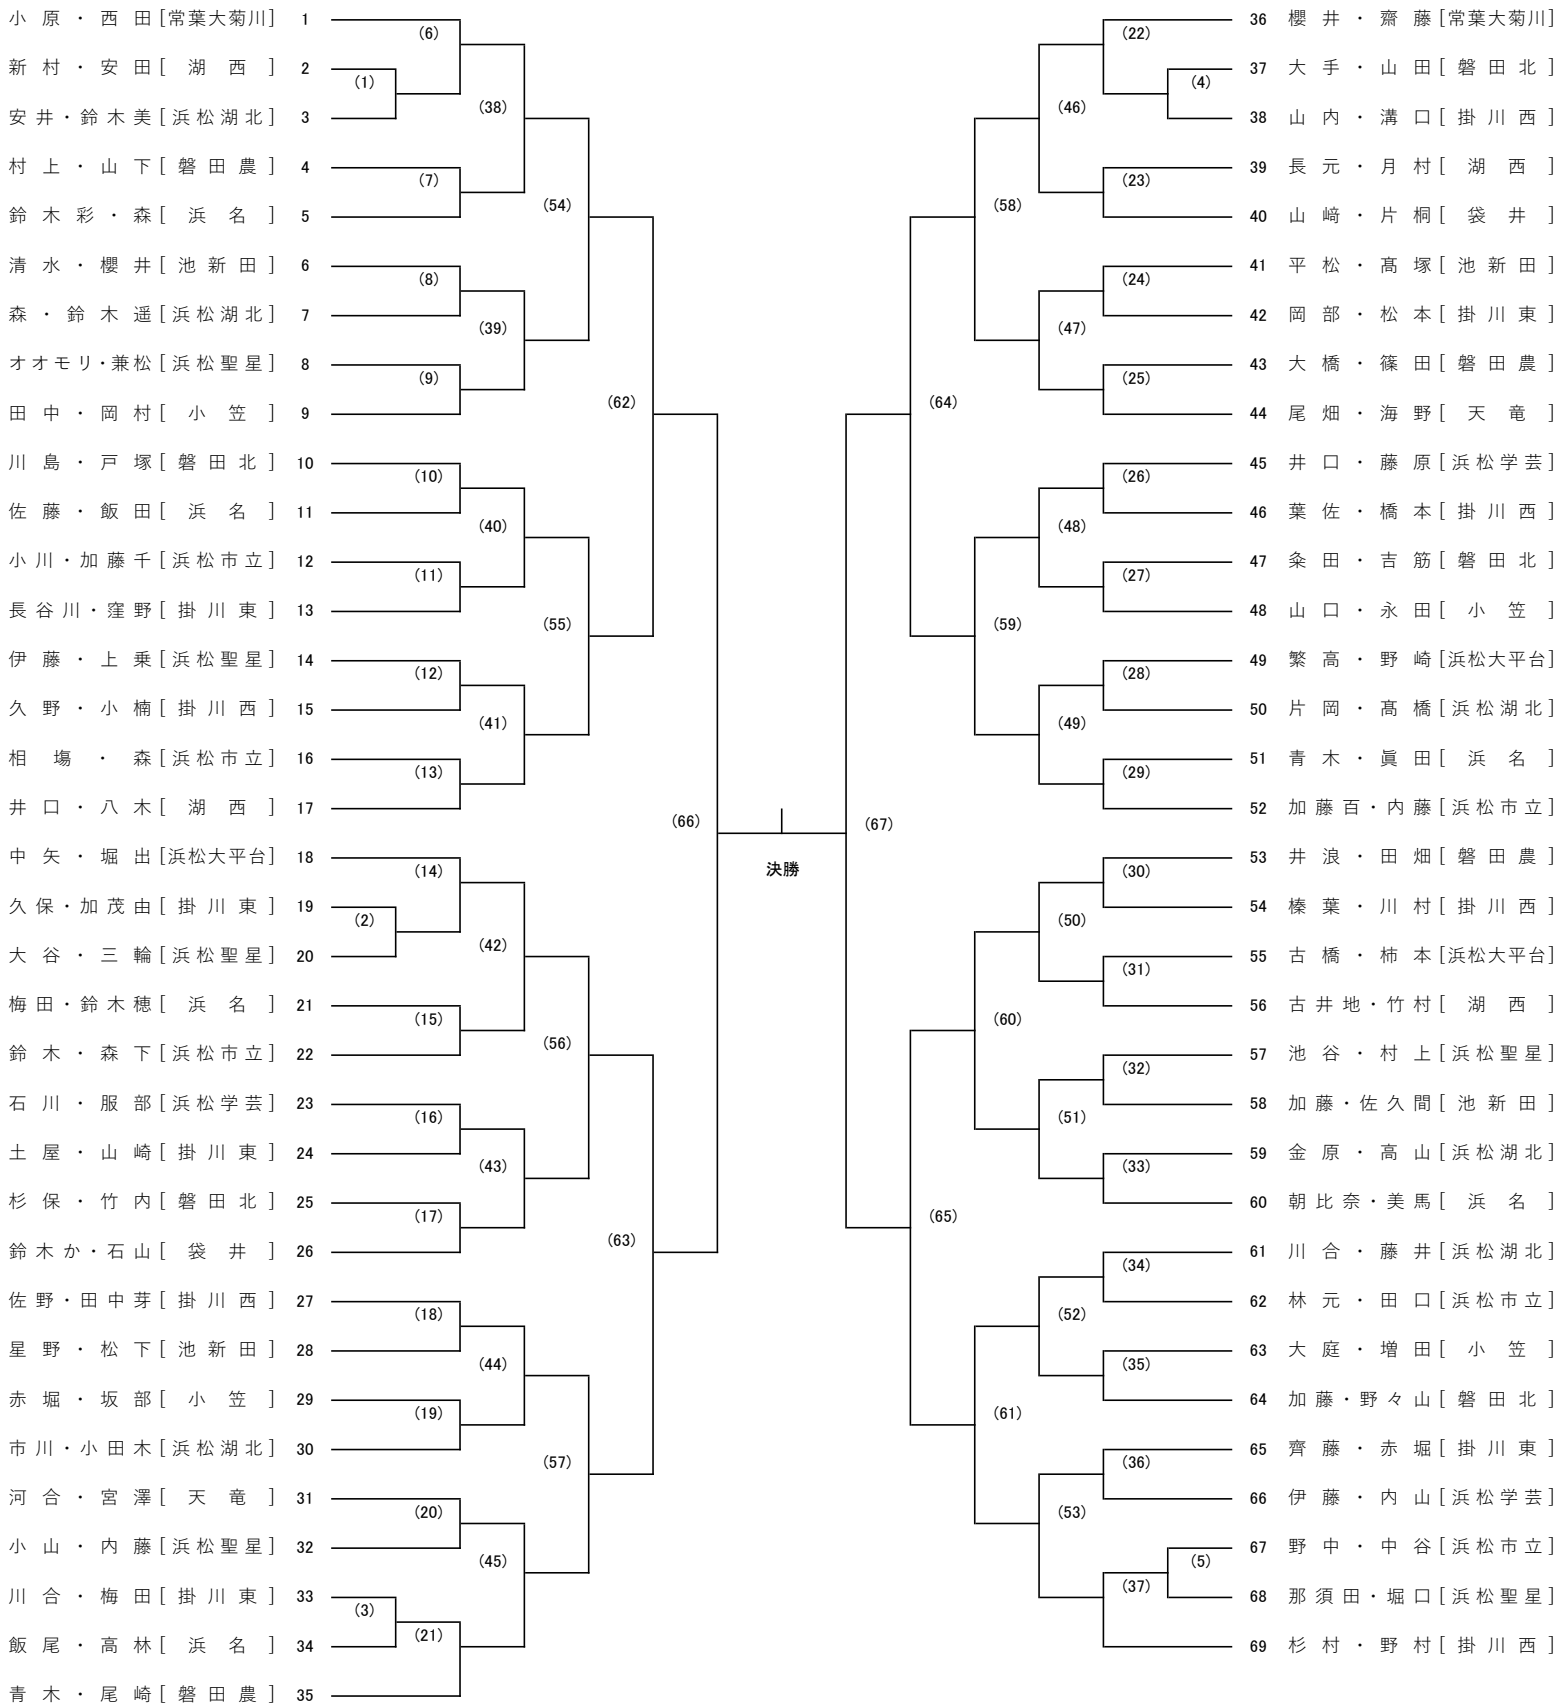 小原・西田[常葉大菊川] 1
(6)
新村・安田[湖西] 2
(1)
安井・鈴木美[浜松湖北] 3
(38)
村上・山下[磐田農] 4
(7)
鈴木彩・森[浜名] 5
(54)
清水・櫻井[池新田] 6
(8)
森・鈴木遥[浜松湖北] 7
(39)
オオモリ・兼松[浜松聖星] 8
(9)
田中・岡村[小笠] 9
(62)
川島・戸塚[磐田北] 10
(10)
佐藤・飯田[浜名] 11
(40)
小川・加藤千[浜松市立] 12
(11)
長谷川・窪野[掛川東] 13
(55)
伊藤・上乗[浜松聖星] 14
(12)
久野・小楠[掛川西] 15
(41)
相場・森[浜松市立] 16
(13)
井口・八木[湖西] 17
(66)
中矢・堀出[浜松大平台] 18
(14)
久保・加茂由[掛川東] 19
(2)
大谷・三輪[浜松聖星] 20
(42)
梅田・鈴木穂[浜名] 21
(15)
鈴木・森下[浜松市立] 22
(56)
石川・服部[浜松学芸] 23
(16)
土屋・山崎[掛川東] 24
(43)
杉保・竹内[磐田北] 25
(17)
鈴木か・石山[袋井] 26
(63)
佐野・田中芽[掛川西] 27
(18)
星野・松下[池新田] 28
(44)
赤堀・坂部[小笠] 29
(19)
市川・小田木[浜松湖北] 30
(57)
河合・宮澤[天竜] 31
(20)
小山・内藤[浜松聖星] 32
(45)
川合・梅田[掛川東] 33
(3)
飯尾・高林[浜名] 34
(21)
青木・尾崎[磐田農] 35
決勝
36 櫻井・齋藤[常葉大菊川]
(22)
37 大手・山田[磐田北]
(4)
38 山内・溝口[掛川西]
(46)
39 長元・月村[湖西]
(23)
40 山﨑・片桐[袋井]
(58)
41 平松・髙塚[池新田]
(24)
42 岡部・松本[掛川東]
(47)
43 大橋・篠田[磐田農]
(25)
44 尾畑・海野[天竜]
(64)
45 井口・藤原[浜松学芸]
(26)
46 葉佐・橋本[掛川西]
(48)
47 粂田・吉筋[磐田北]
(27)
48 山口・永田[小笠]
(59)
49 繁高・野崎[浜松大平台]
(28)
50 片岡・髙橋[浜松湖北]
(49)
51 青木・眞田[浜名]
(29)
52 加藤百・内藤[浜松市立]
(67)
53 井浪・田畑[磐田農]
(30)
54 榛葉・川村[掛川西]
(50)
55 古橋・柿本[浜松大平台]
(31)
56 古井地・竹村[湖西]
(60)
57 池谷・村上[浜松聖星]
(32)
58 加藤・佐久間[池新田]
(51)
59 金原・高山[浜松湖北]
(33)
60 朝比奈・美馬[浜名]
(65)
61 川合・藤井[浜松湖北]
(34)
62 林元・田口[浜松市立]
(52)
63 大庭・増田[小笠]
(35)
64 加藤・野々山[磐田北]
(61)
65 齊藤・赤堀[掛川東]
(36)
66 伊藤・内山[浜松学芸]
(53)
67 野中・中谷[浜松市立]
(5)
(37)
68 那須田・堀口[浜松聖星]
69 杉村・野村[掛川西]